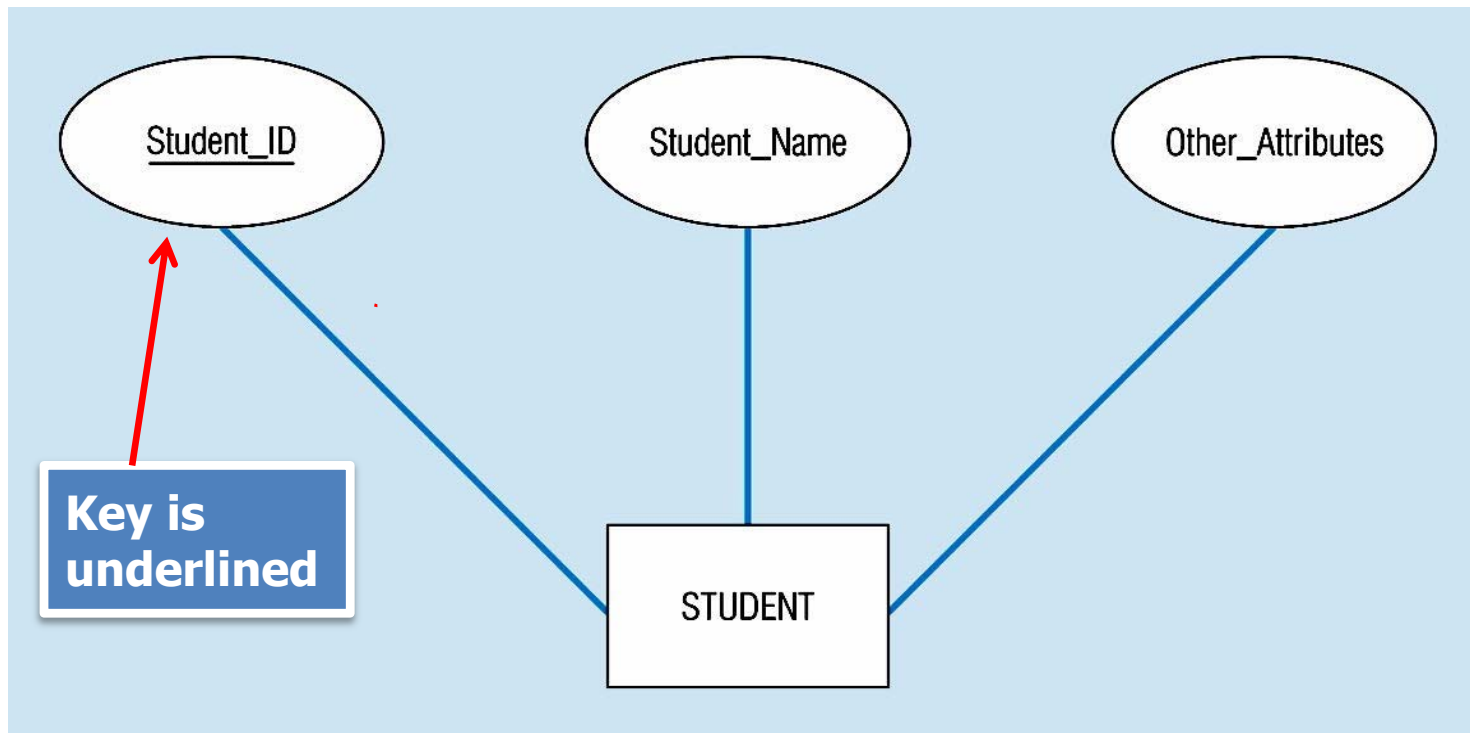 Student_ID
Student_Name
Other_Attributes
Key is
underlined
STUDENT